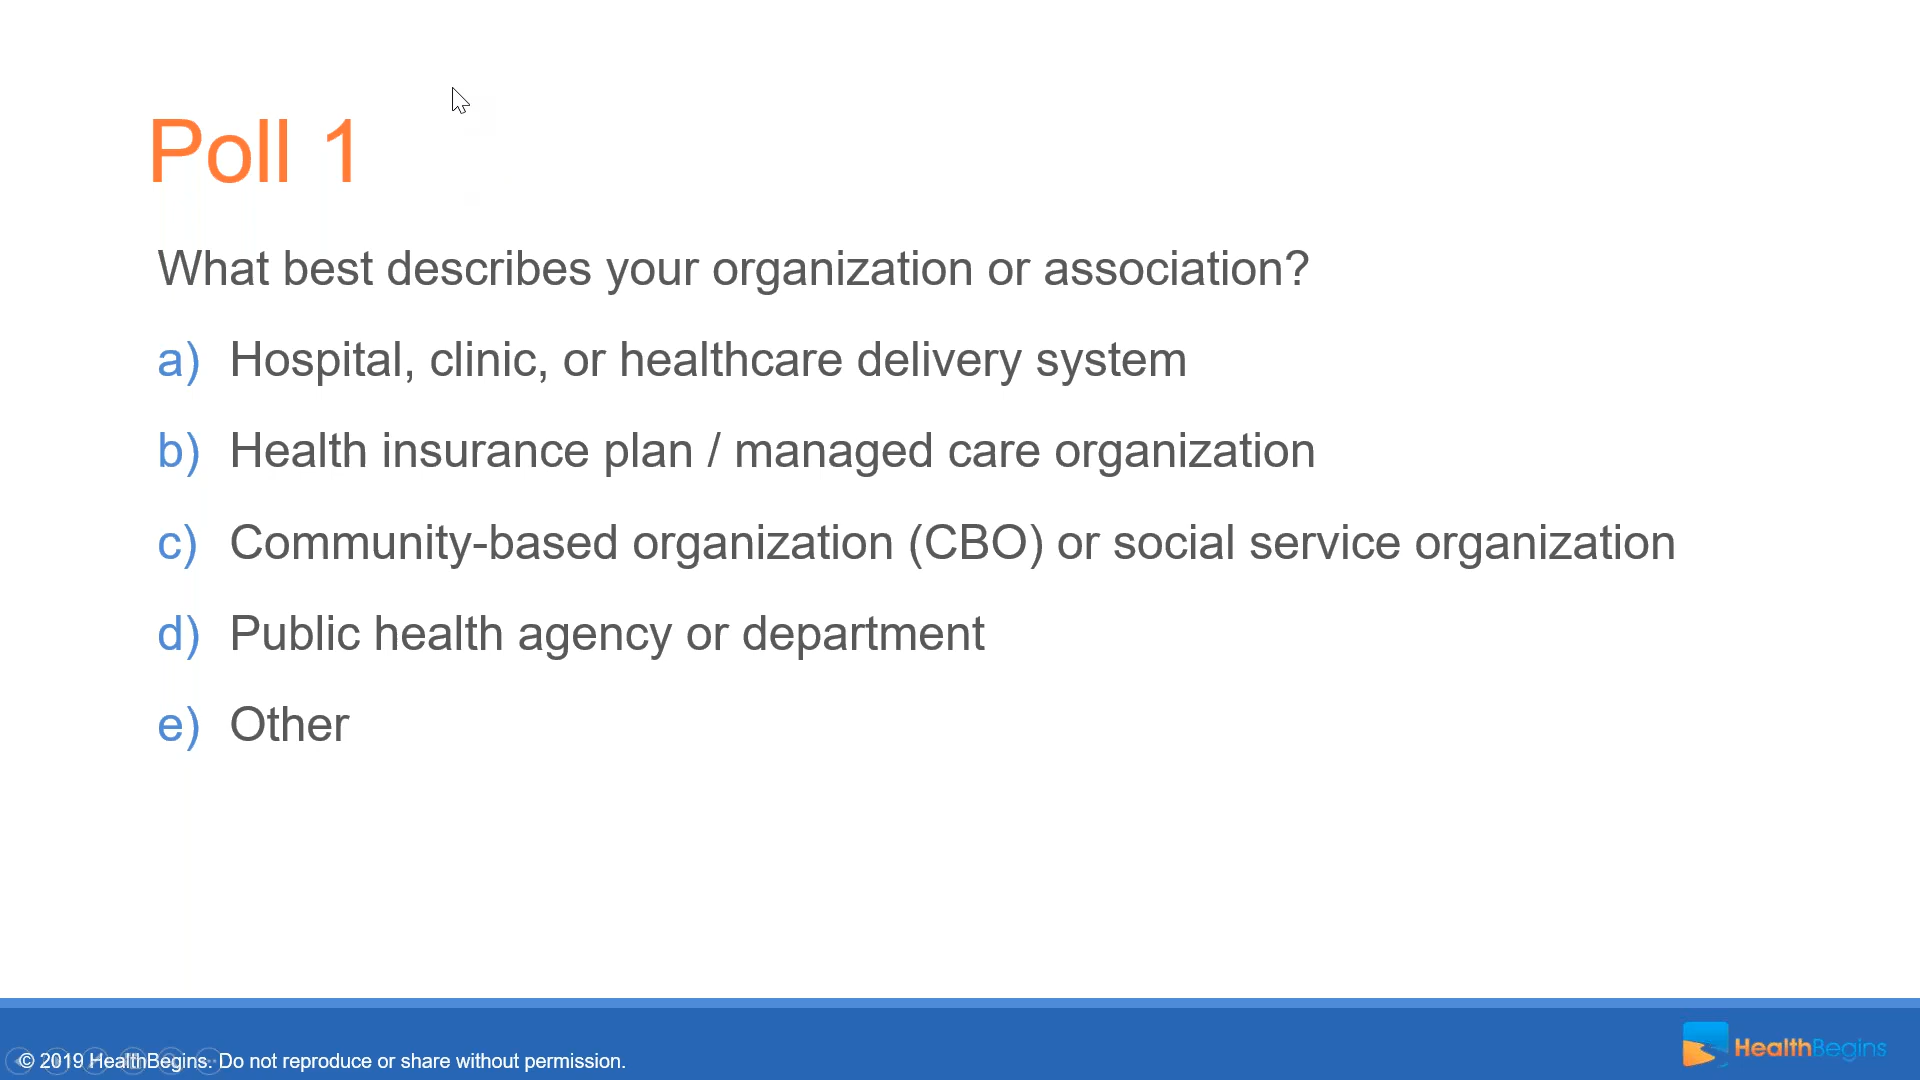 Poll 1
What best describes your organization or association?
a) Hospital, clinic, or healthcare delivery system
b) Health insurance plan / managed care organization
c) Community-based organization (CBO) or social service organization
d) Public health agency or department
e) Other
© 2019 HealthBegins. Do not reproduce or share without permission.
HealthBegins